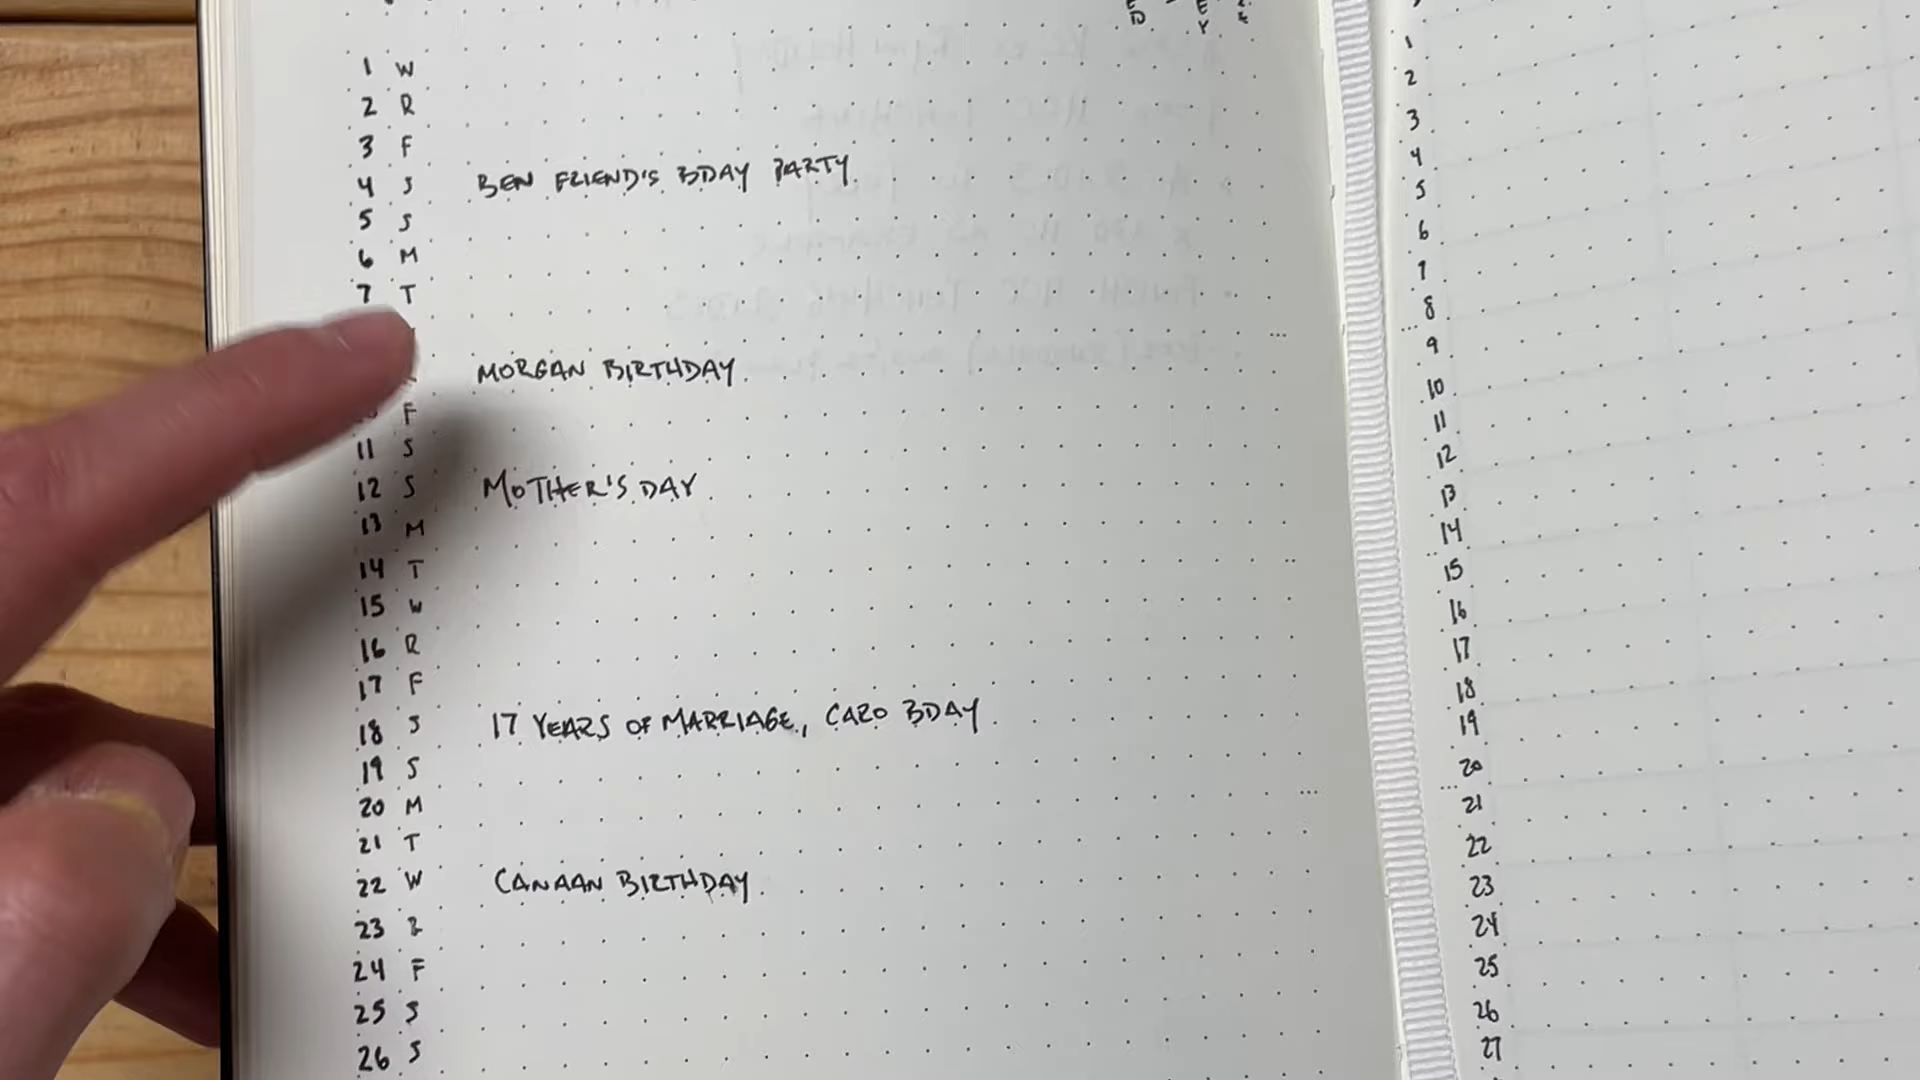 E
D
E
Y
1 W
2 R
3 F
4 S BEN FRIEND'S BDAY PARTY
5 S
6 M
7 T
MORGAN BIRTHDAY
F
11 S
12 S MOTHER'S DAY
13 M
14 T
15 W
16 R
17 F
18 S 17 YEARS OF MARRIAGE, CARO BDAY
19 S
20 M
21 T
22 W CANAAN BIRTHDAY
23 R
24 F
25 S
26 S
1
2
3
4
5
6
7
8
9
10
11
12
13
14
15
16
17
18
19
20
21
22
23
24
25
26
27